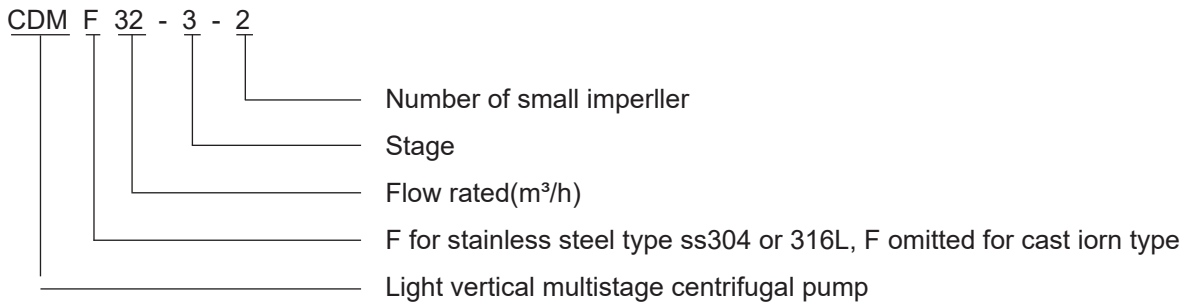 CDM F 32 - 3 - 2
Number of small imperller
Stage
Flow rated(m³/h)
F for stainless steel type ss304 or 316L, F omitted for cast iorn type
Light vertical multistage centrifugal pump